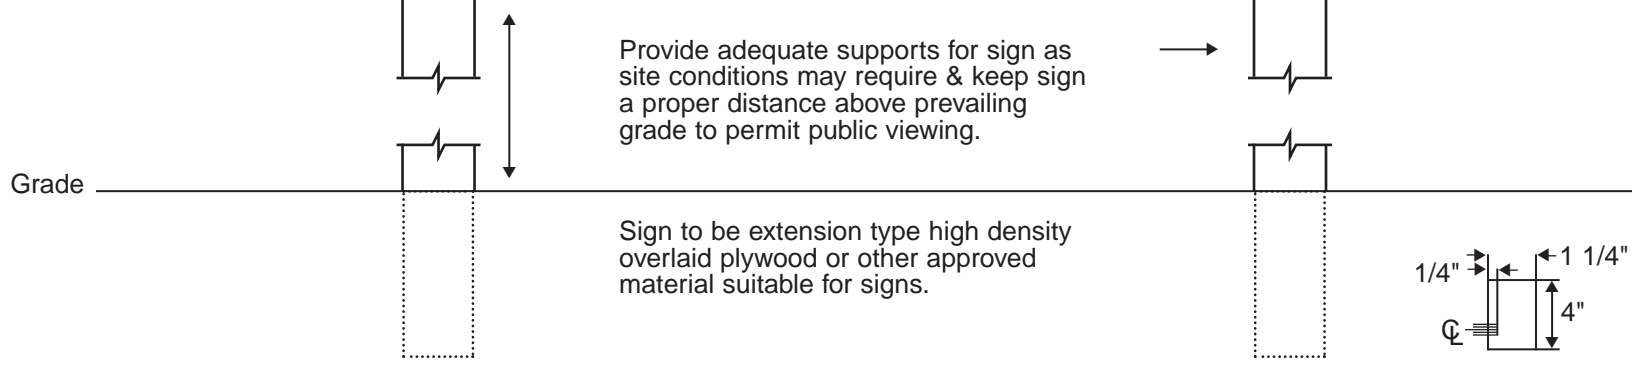 Provide adequate supports for sign as
site conditions may require & keep sign
a proper distance above prevailing
grade to permit public viewing.
Grade
Sign to be extension type high density
overlaid plywood or other approved
material suitable for signs.
1 1/4"
1/4"
4"
℄